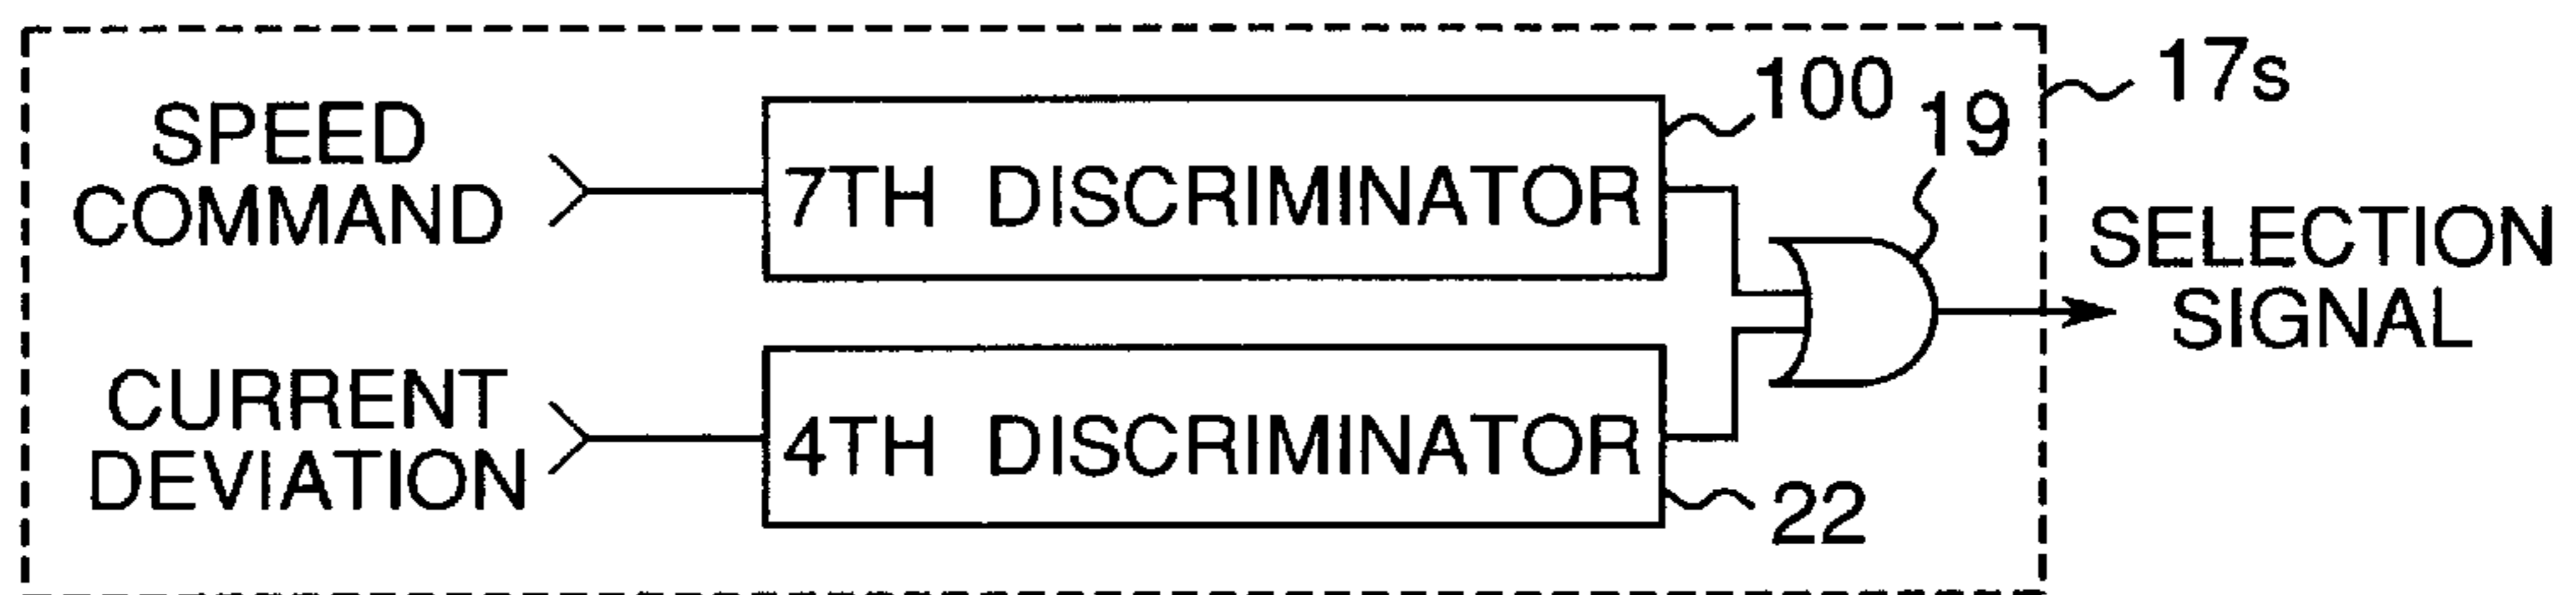 SPEED
COMMAND
7TH DISCRIMINATOR
100
19
17s
SELECTION
SIGNAL
CURRENT
DEVIATION
4TH DISCRIMINATOR
22